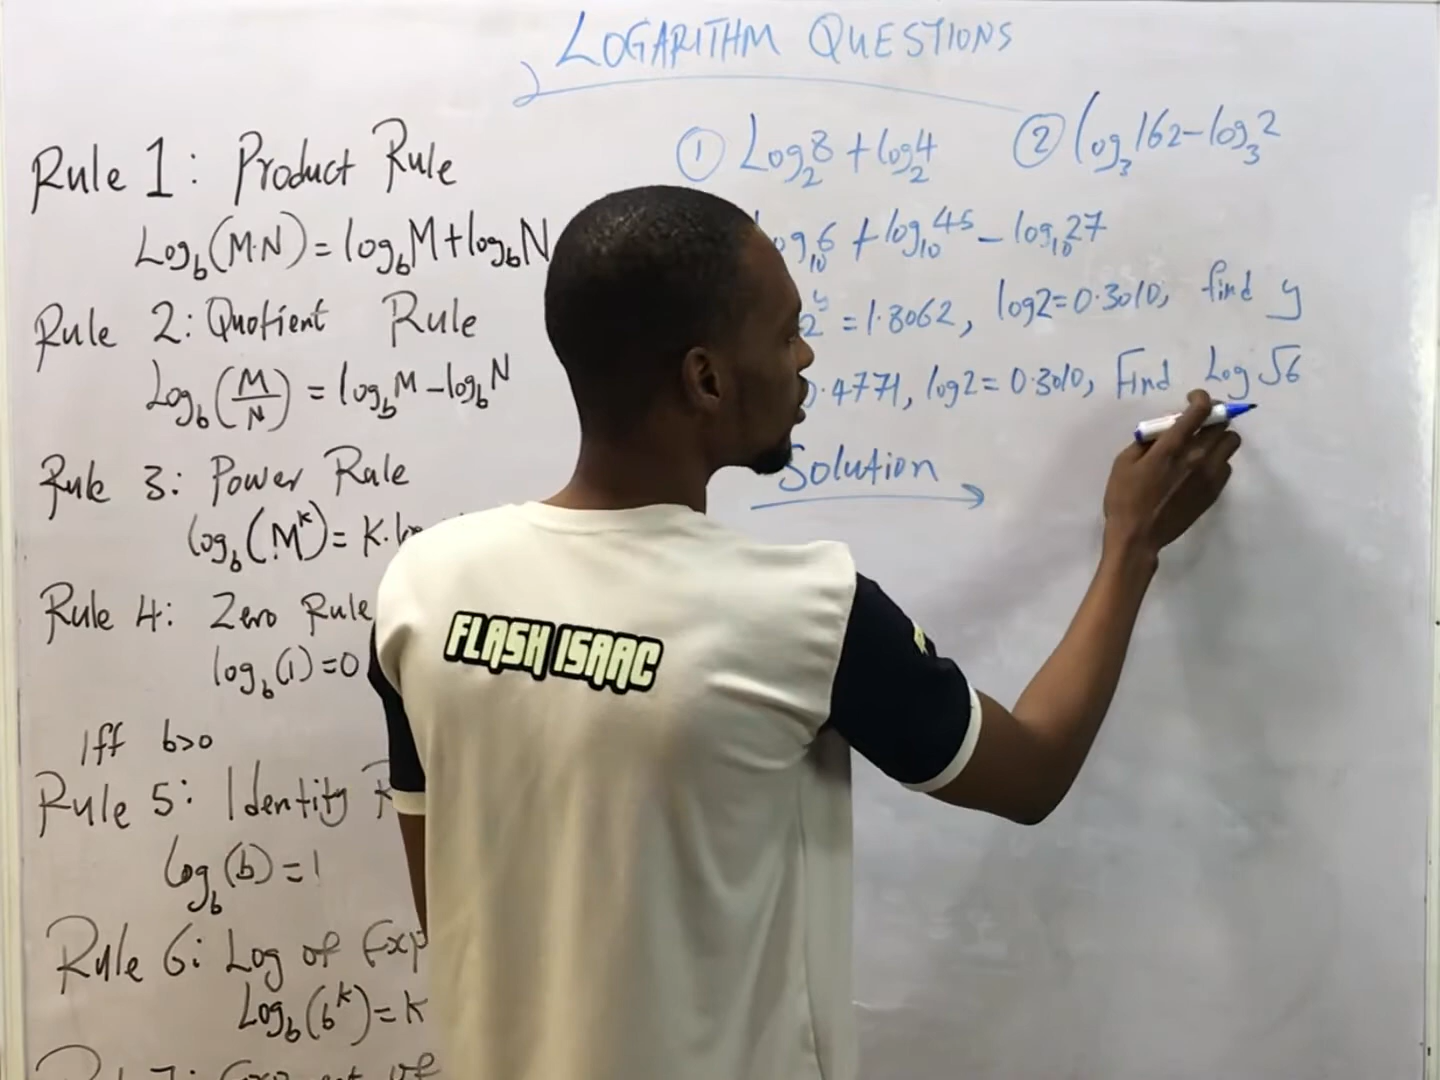 LOGARITHM QUESTIONS
Rule 1: Product Rule
Log_b(M·N) = log_b M + log_b N
Rule 2: Quotient Rule
Log_b(M/N) = log_b M - log_b N
Rule 3: Power Rule
log_b(M^K) = K·
Rule 4: Zero Rule
log_b(1) = 0
Iff b>0
Rule 5: Identity
Log_b(b) = 1
Rule 6: Log of
Log_b(b^K) = K
① Log_2 8 + log_2 4
② Log_3 162 - log_3 2
log_10 6 + log_10 45 - log_10 27
2^y = 1.8062, log2 = 0.3010, find y
0.4771, log2 = 0.3010, Find Log √6
Solution
FLASH ISAAC